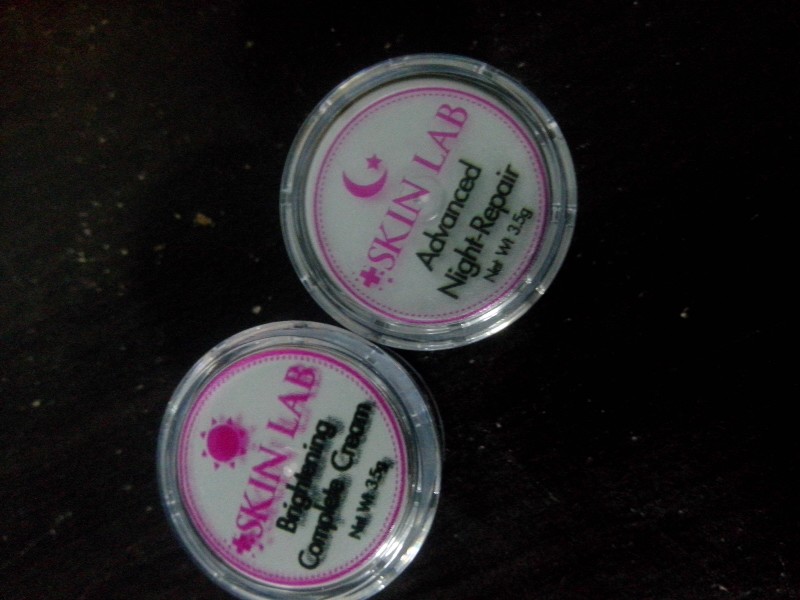 SKIN LAB
Advanced
Night-Repair
Net Wt 3.5g
SKIN LAB
Brightening
Complete Cream
Net Wt 3.5g